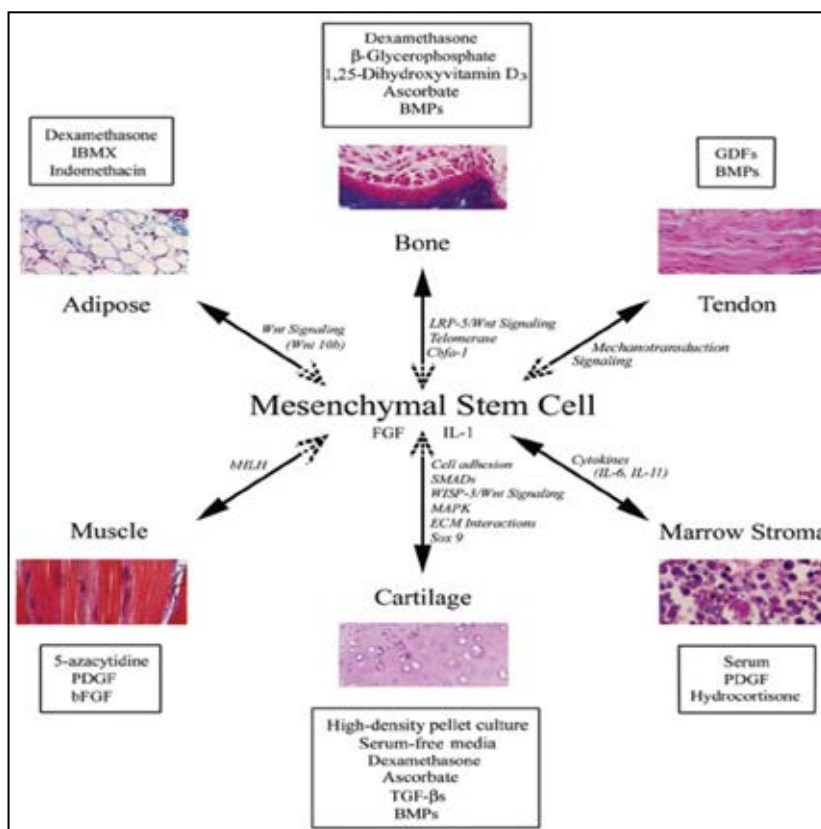 Dexamethasone
β-Glycerophosphate
1,25-Dihydroxyvitamin D₃
Ascorbate
BMPs
Dexamethasone
IBMX
Indomethacin
GDFs
BMPs
Adipose
Bone
Tendon
Wnt Signaling
(Wnt 10b)
LRP-5/Wnt Signaling
Telomerase
Cbfa-1
Mechanotransduction
Signaling
Mesenchymal Stem Cell
FGF IL-1
bHLH
Cell adhesion
SMADs
WISP-3/Wnt Signaling
MAPK
ECM Interactions
Sox 9
Cytokines
(IL-6, IL-11)
Muscle
Cartilage
Marrow Stroma
5-azacytidine
PDGF
bFGF
Serum
PDGF
Hydrocortisone
High-density pellet culture
Serum-free media
Dexamethasone
Ascorbate
TGF-βs
BMPs